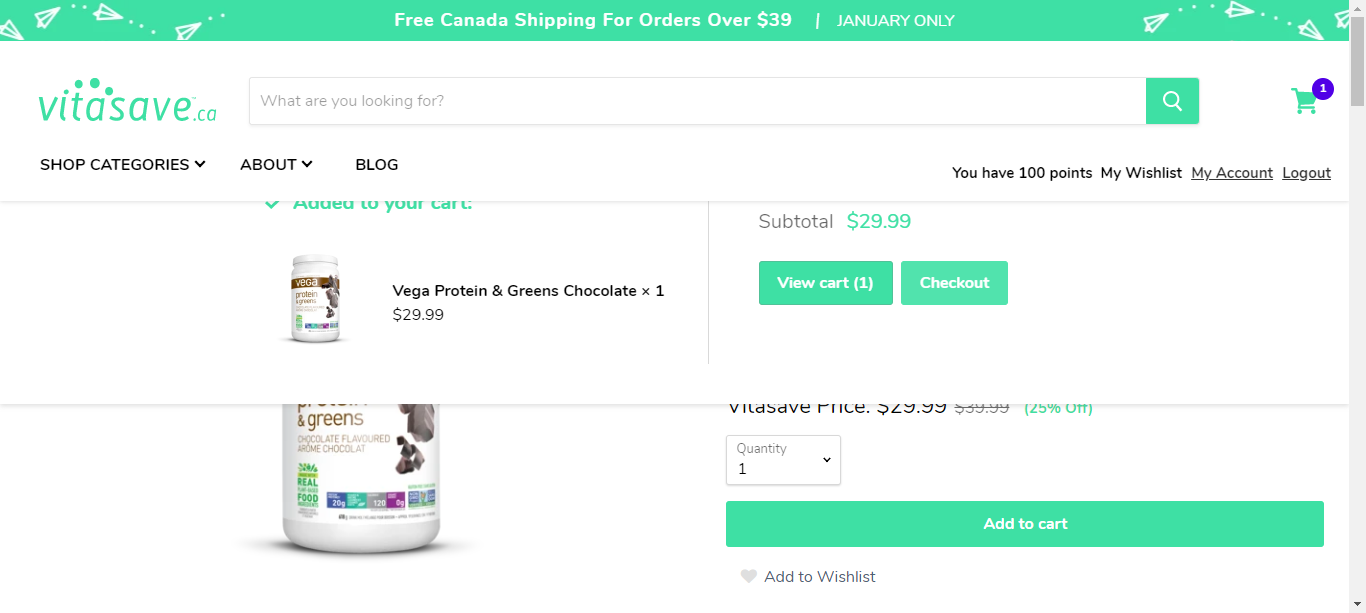 Free Canada Shipping For Orders Over $39 | JANUARY ONLY
vitasave.ca
What are you looking for?
1
SHOP CATEGORIES ABOUT BLOG
You have 100 points My Wishlist My Account Logout
Added to your cart:
vega
protein
& greens
Vega Protein & Greens Chocolate × 1
$29.99
Subtotal $29.99
View cart (1) Checkout
protein
& greens
CHOCOLATE FLAVOURED
ARÔME CHOCOLAT
REAL
PLANT-BASED
FOOD
INGREDIENTS
20g 120 0g
Vitasave Price: $29.99 $39.99 (25% Off)
Quantity
1
Add to cart
Add to Wishlist